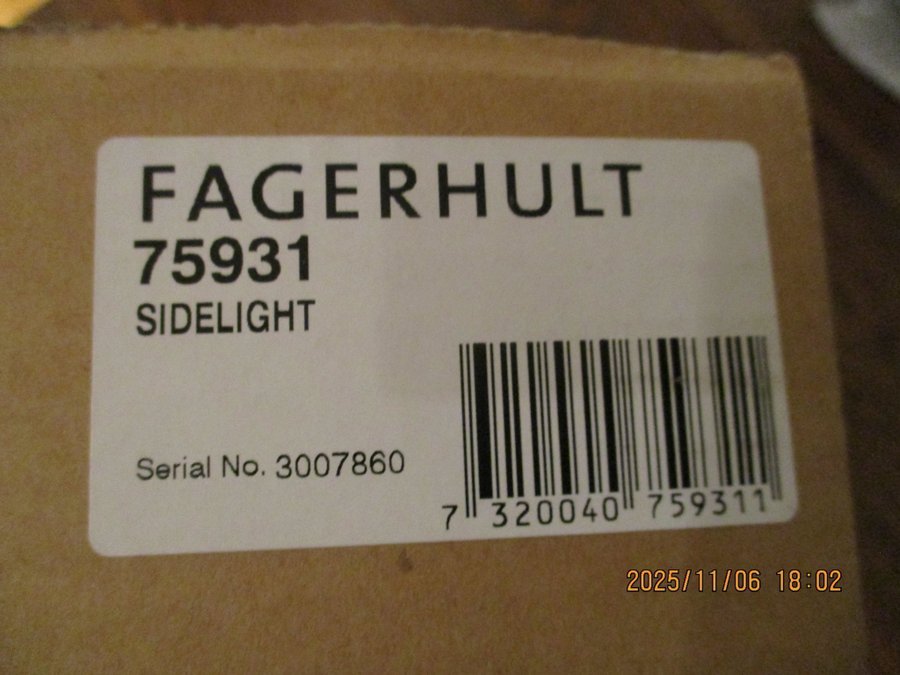 FAGERHULT
75931
SIDELIGHT
Serial No. 3007860
7 320040 759311
2025/11/06 18:02